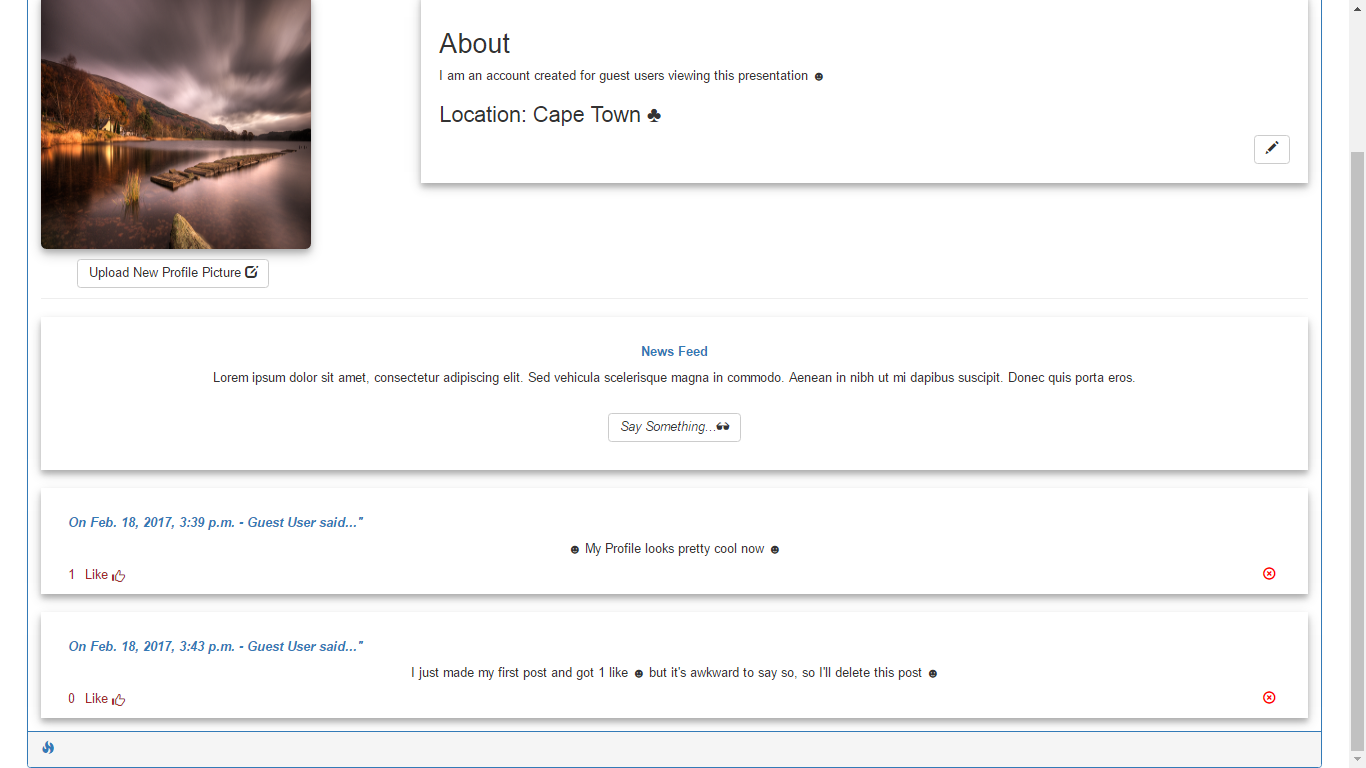 About
I am an account created for guest users viewing this presentation ☻
Location: Cape Town ♣
Upload New Profile Picture
News Feed
Lorem ipsum dolor sit amet, consectetur adipiscing elit. Sed vehicula scelerisque magna in commodo. Aenean in nibh ut mi dapibus suscipit. Donec quis porta eros.
Say Something...
On Feb. 18, 2017, 3:39 p.m. - Guest User said..."
☻ My Profile looks pretty cool now ☻
1 Like
On Feb. 18, 2017, 3:43 p.m. - Guest User said..."
I just made my first post and got 1 like ☻ but it's awkward to say so, so I'll delete this post ☻
0 Like